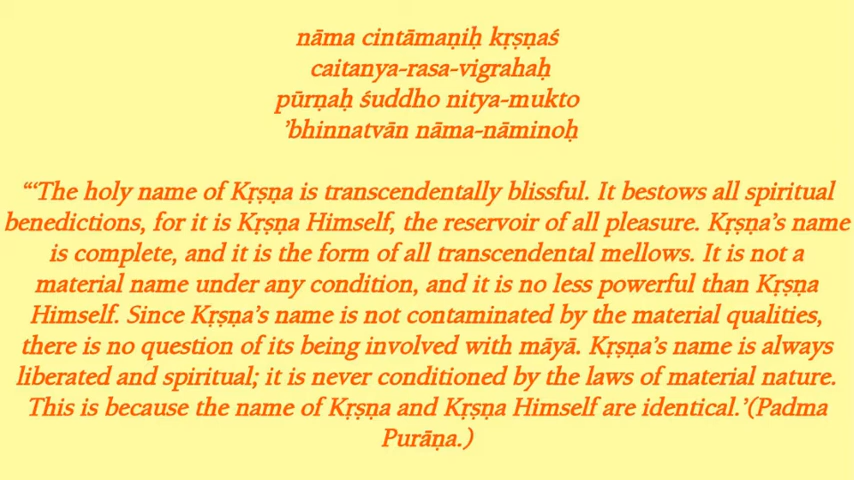 nāma cintāmaṇiḥ kṛṣṇaś
caitanya-rasa-vigrahaḥ
pūrṇaḥ śuddho nitya-mukto
’bhinnatvān nāma-nāminoḥ
“‘The holy name of Kṛṣṇa is transcendentally blissful. It bestows all spiritual
benedictions, for it is Kṛṣṇa Himself, the reservoir of all pleasure. Kṛṣṇa’s name
is complete, and it is the form of all transcendental mellows. It is not a
material name under any condition, and it is no less powerful than Kṛṣṇa
Himself. Since Kṛṣṇa’s name is not contaminated by the material qualities,
there is no question of its being involved with māyā. Kṛṣṇa’s name is always
liberated and spiritual; it is never conditioned by the laws of material nature.
This is because the name of Kṛṣṇa and Kṛṣṇa Himself are identical.’(Padma
Purāṇa.)